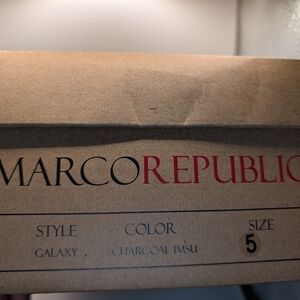 MARCOREPUBLIC
STYLE COLOR SIZE
GALAXY CHARCOAL IMSU 5